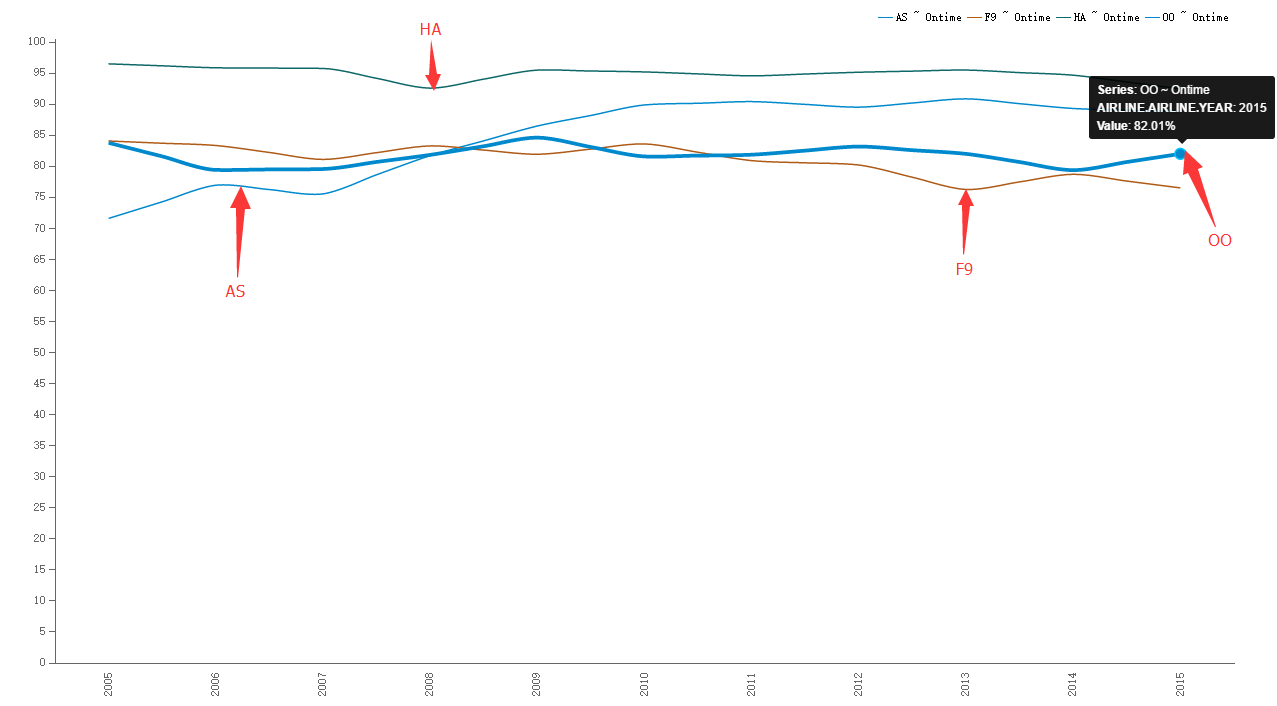 AS ~ Ontime F9 ~ Ontime HA ~ Ontime OO ~ Ontime
HA
100
95
90
85
80
75
70
65
60
55
50
45
40
35
30
25
20
15
10
5
0
Series: OO ~ Ontime
AIRLINE.AIRLINE.YEAR: 2015
Value: 82.01%
OO
F9
AS
2005 2006 2007 2008 2009 2010 2011 2012 2013 2014 2015